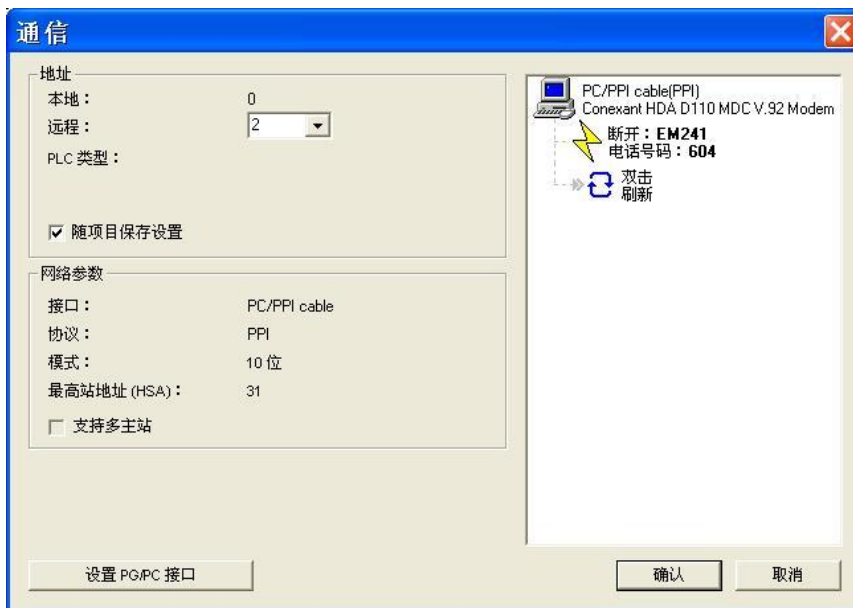 通信
地址
本地： 0
远程： 2
PLC 类型：
随项目保存设置
网络参数
接口： PC/PPI cable
协议： PPI
模式： 10 位
最高站地址 (HSA)： 31
支持多主站
PC/PPI cable(PPI)
Conexant HDA D110 MDC V.92 Modem
断开：EM241
电话号码：604
双击
刷新
设置 PG/PC 接口
确认
取消